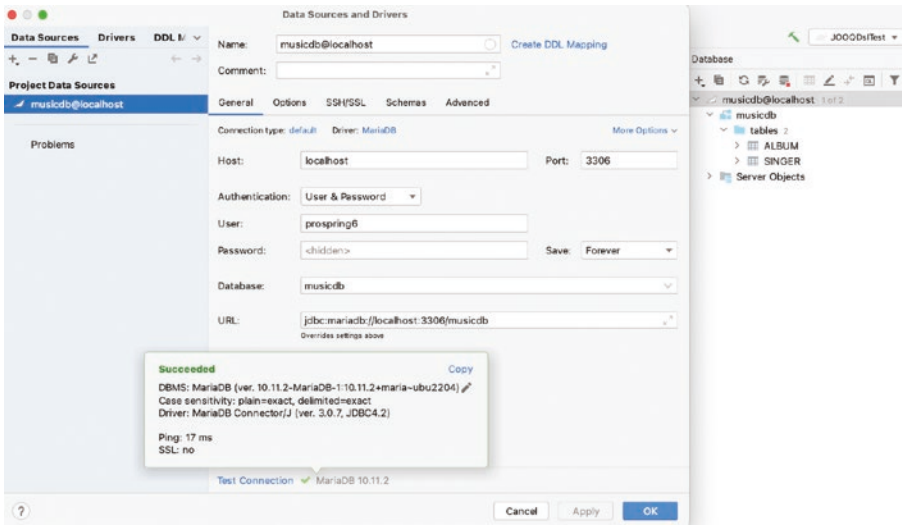 Data Sources and Drivers
Data Sources Drivers DDL M
Project Data Sources
musicdb@localhost
Problems
Name: musicdb@localhost Create DDL Mapping
Comment:
General Options SSH/SSL Schemas Advanced
Connection type: default Driver: MariaDB More Options
Host: localhost Port: 3306
Authentication: User & Password
User: prospring6
Password: <hidden> Save: Forever
Database: musicdb
URL: jdbc:mariadb://localhost:3306/musicdb
Overrides settings above
Succeeded Copy
DBMS: MariaDB (ver. 10.11.2-MariaDB-1:10.11.2+maria~ubu2204)
Case sensitivity: plain=exact, delimited=exact
Driver: MariaDB Connector/J (ver. 3.0.7, JDBC4.2)
Ping: 17 ms
SSL: no
Test Connection MariaDB 10.11.2
? Cancel Apply OK
JOOQDslTest
Database
musicdb@localhost 1 of 2
musicdb
tables 2
ALBUM
SINGER
Server Objects